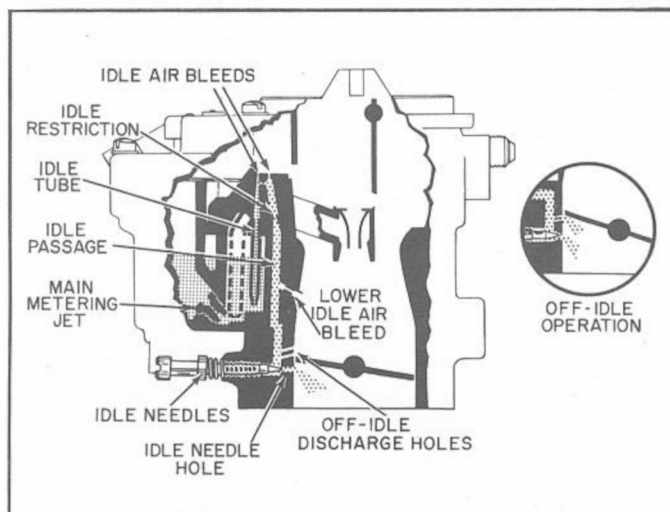 IDLE AIR BLEEDS
IDLE
RESTRICTION
IDLE
TUBE
IDLE
PASSAGE
MAIN
METERING
JET
LOWER
IDLE AIR
BLEED
IDLE NEEDLES
IDLE NEEDLE
HOLE
OFF-IDLE
DISCHARGE HOLES
OFF-IDLE
OPERATION